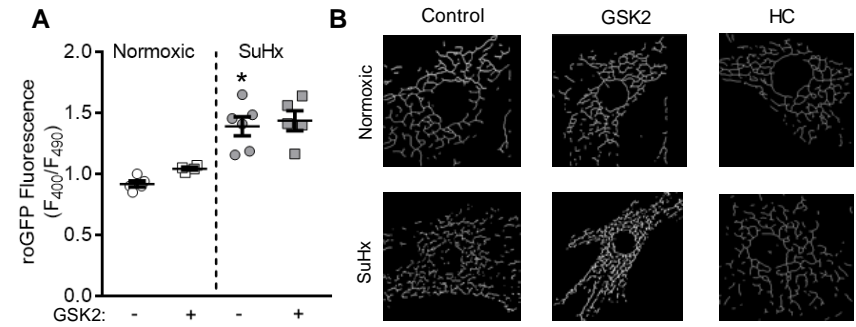 A
Normoxic SuHx
*
2.0
1.5
1.0
0.5
0.0
roGFP Fluorescence
(F400/F490)
GSK2: - + - +
B
Control GSK2 HC
Normoxic
SuHx